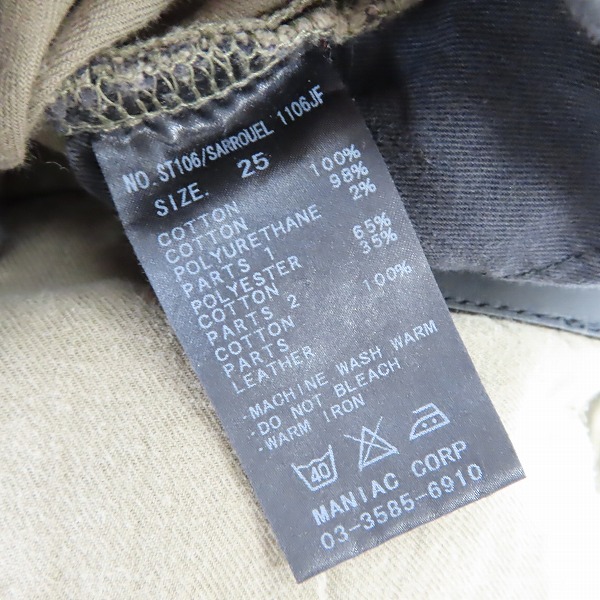 NO. ST106/SARROUEL 1106JF
SIZE. 25
COTTON 100%
COTTON 98%
POLYURETHANE 2%
PARTS 1
POLYESTER 65%
COTTON 35%
PARTS 2
COTTON 100%
PARTS
LEATHER
-MACHINE WASH WARM
-DO NOT BLEACH
-WARM IRON
40
MANIAC CORP
03-3585-6910